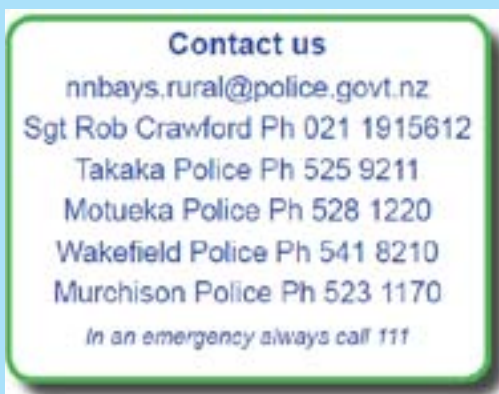 Contact us
nnbays.rural@police.govt.nz
Sgt Rob Crawford Ph 021 1915612
Takaka Police Ph 525 9211
Motueka Police Ph 528 1220
Wakefield Police Ph 541 8210
Murchison Police Ph 523 1170
In an emergency always call 111